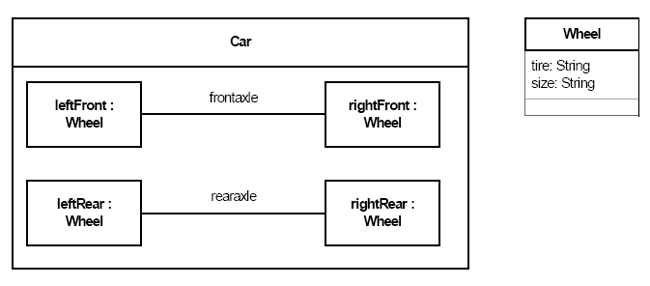 Car
Wheel
tire: String
size: String
leftFront :
Wheel
frontaxle
rightFront :
Wheel
leftRear :
Wheel
rearaxle
rightRear :
Wheel